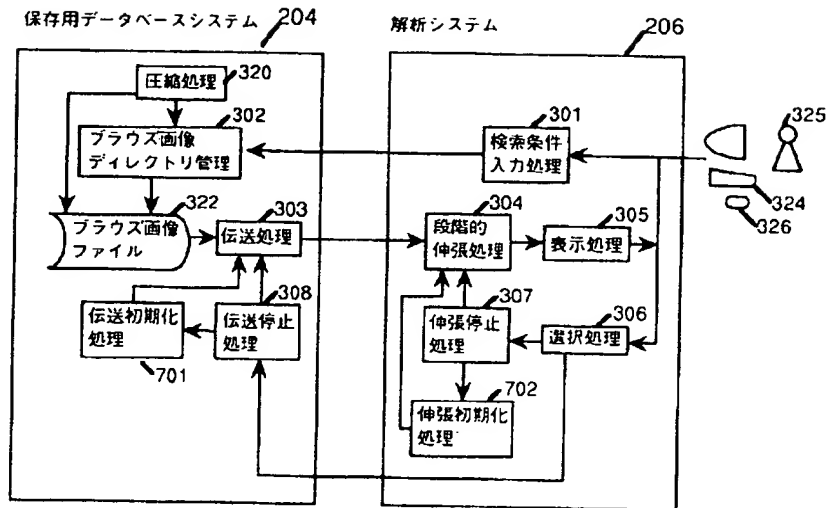 保存用データベースシステム
204
解析システム
206
圧縮処理
320
302
ブラウズ画像
ディレクトリ管理
301
検索条件
入力処理
325
324
326
322
ブラウズ画像
ファイル
303
伝送処理
304
段階的
伸張処理
305
表示処理
伝送初期化
処理
701
308
伝送停止
処理
307
伸張停止
処理
306
選択処理
702
伸張初期化
処理